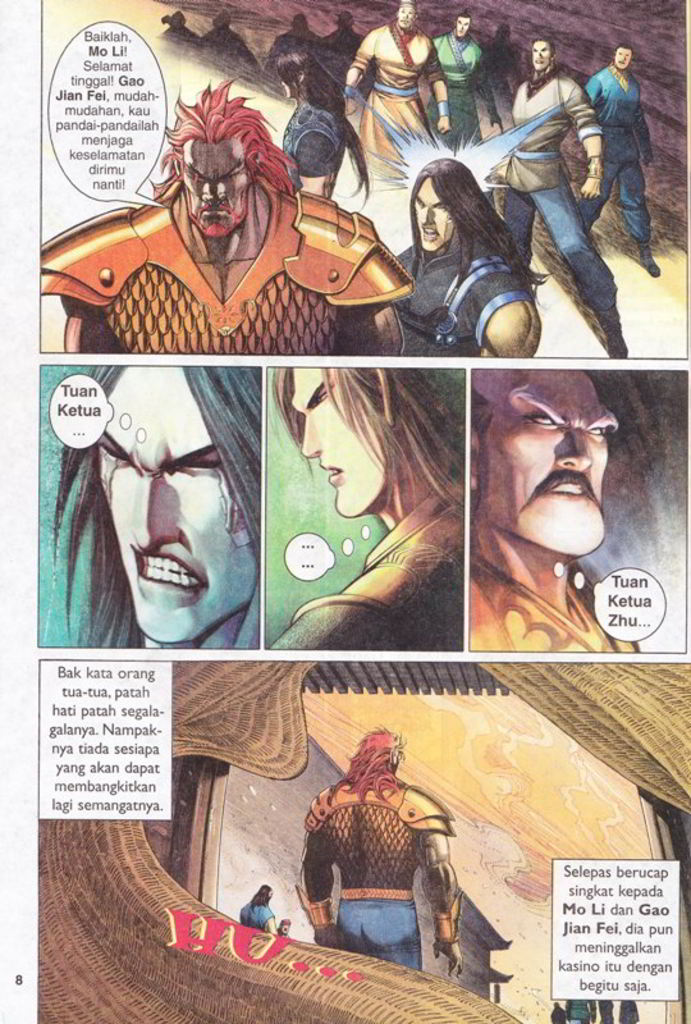 Baiklah,
Mo Li!
Selamat
tinggal! Gao
Jian Fei, mudah-
mudahan, kau
pandai-pandailah
menjaga
keselamatan
dirimu
nanti!
Tuan
Ketua
...
...
...
Tuan
Ketua
Zhu...
Bak kata orang
tua-tua, patah
hati patah segala-
galanya. Nampak-
nya tiada sesiapa
yang akan dapat
membangkitkan
lagi semangatnya.
HU...
Selepas berucap
singkat kepada
Mo Li dan Gao
Jian Fei, dia pun
meninggalkan
kasino itu dengan
begitu saja.
8